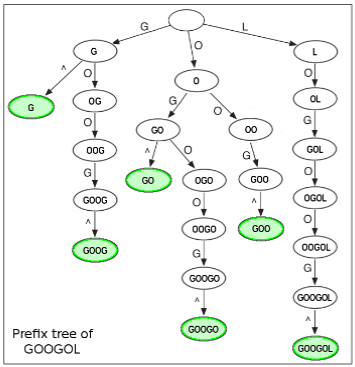 G O L
G O L
^ O G O O
G OG GO OO OL
O ^ O G G
OOG GO OGO GOO GOL
G O ^ O
GOOG OOGO GOO OGOL
^ G O
GOOG GOOGO OOGOL
^ G
GOOGO GOOGOL
^
GOOGOL
Prefix tree of
GOOGOL